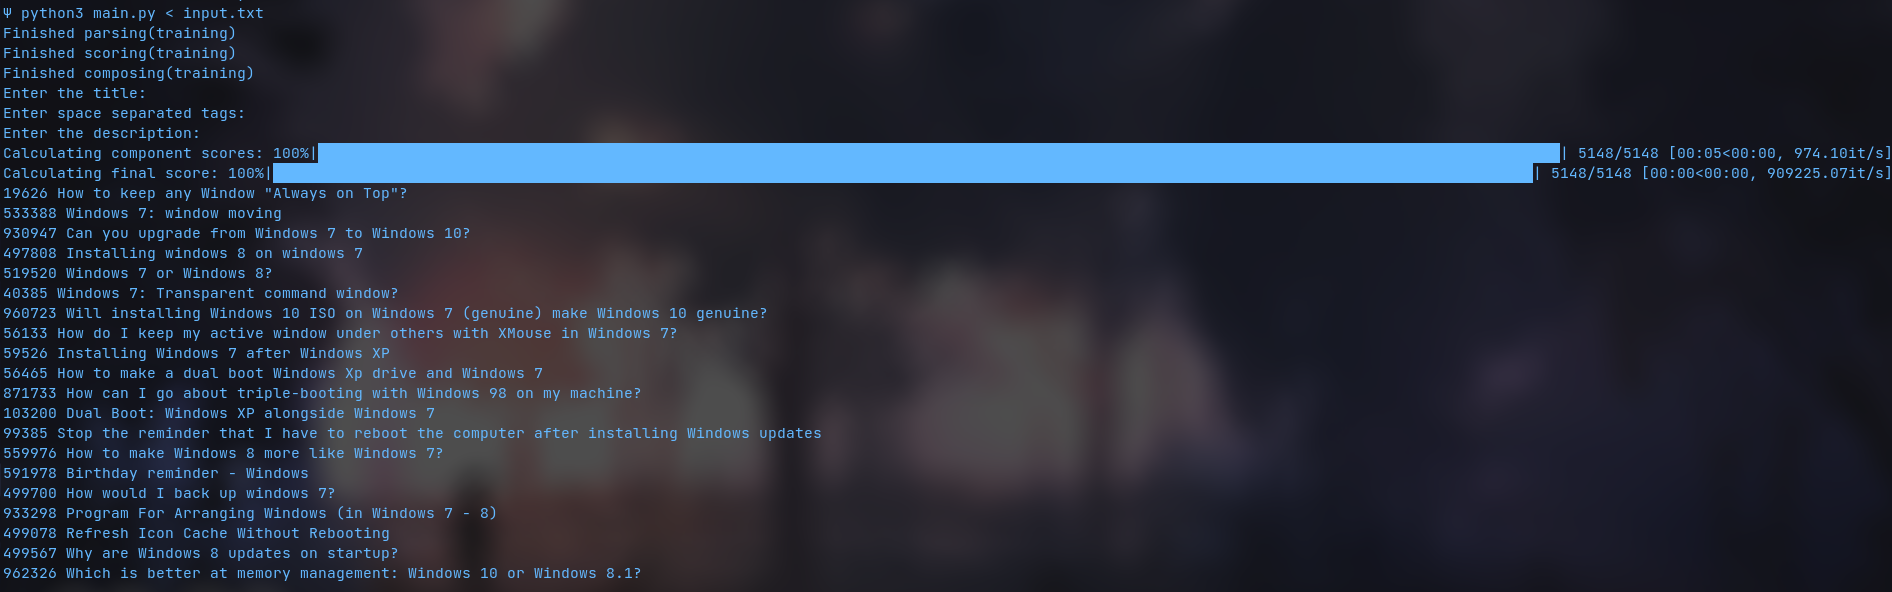 Ψ python3 main.py < input.txt
Finished parsing(training)
Finished scoring(training)
Finished composing(training)
Enter the title:
Enter space separated tags:
Enter the description:
Calculating component scores: 100%| | 5148/5148 [00:05<00:00, 974.10it/s]
Calculating final score: 100%| | 5148/5148 [00:00<00:00, 909225.07it/s]
19626 How to keep any Window "Always on Top"?
533388 Windows 7: window moving
930947 Can you upgrade from Windows 7 to Windows 10?
497808 Installing windows 8 on windows 7
519520 Windows 7 or Windows 8?
40385 Windows 7: Transparent command window?
960723 Will installing Windows 10 ISO on Windows 7 (genuine) make Windows 10 genuine?
56133 How do I keep my active window under others with XMouse in Windows 7?
59526 Installing Windows 7 after Windows XP
56465 How to make a dual boot Windows Xp drive and Windows 7
871733 How can I go about triple-booting with Windows 98 on my machine?
103200 Dual Boot: Windows XP alongside Windows 7
99385 Stop the reminder that I have to reboot the computer after installing Windows updates
559976 How to make Windows 8 more like Windows 7?
591978 Birthday reminder - Windows
499700 How would I back up windows 7?
933298 Program For Arranging Windows (in Windows 7 - 8)
499078 Refresh Icon Cache Without Rebooting
499567 Why are Windows 8 updates on startup?
962326 Which is better at memory management: Windows 10 or Windows 8.1?